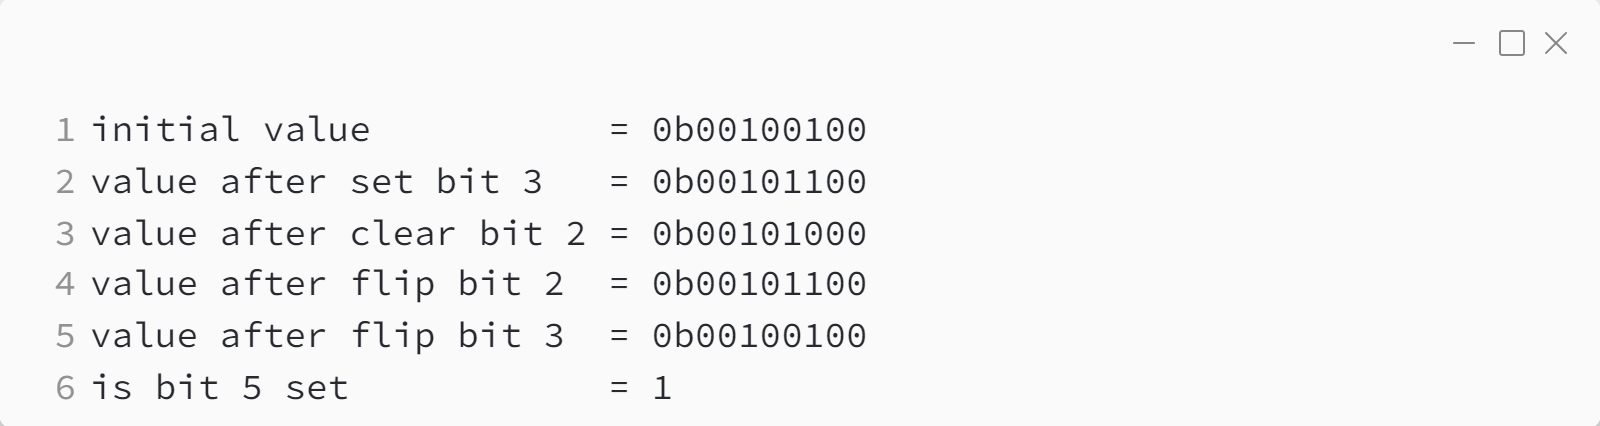 1 initial value           = 0b00100100
2 value after set bit 3   = 0b00101100
3 value after clear bit 2 = 0b00101000
4 value after flip bit 2  = 0b00101100
5 value after flip bit 3  = 0b00100100
6 is bit 5 set            = 1